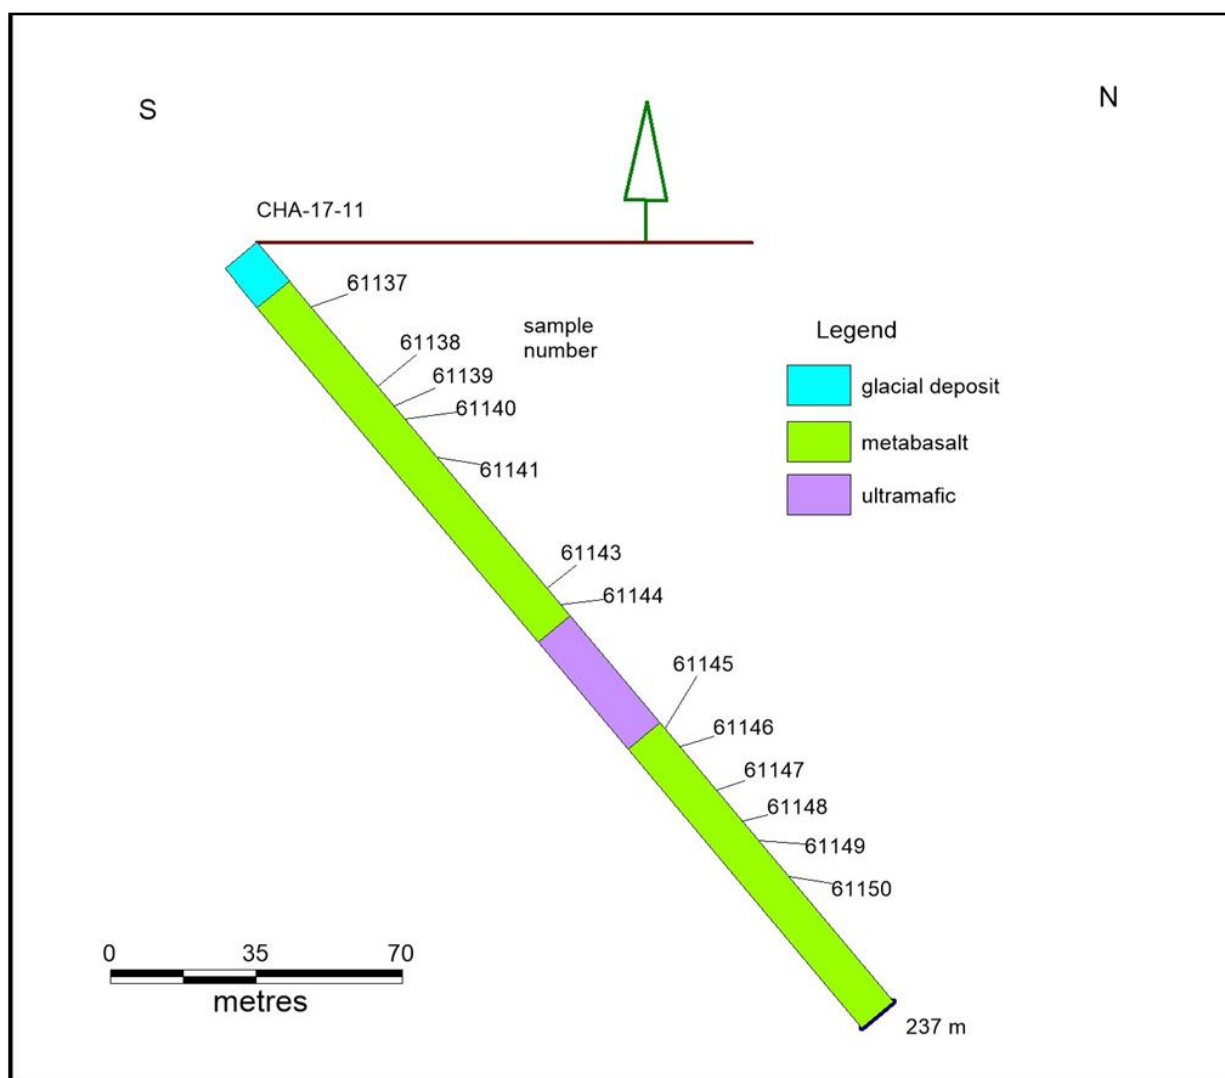 S
N
CHA-17-11
61137
sample
number
61138
61139
61140
61141
61143
61144
61145
61146
61147
61148
61149
61150
237 m
Legend
glacial deposit
metabasalt
ultramafic
0 35 70
metres